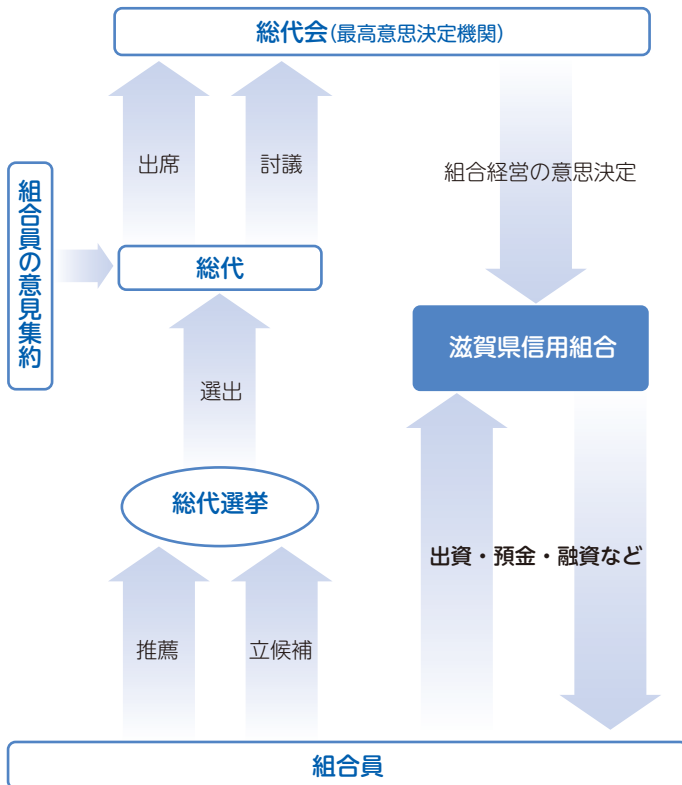 総代会(最高意思決定機関)
出席
討議
組合経営の意思決定
組合員の意見集約
総代
滋賀県信用組合
選出
総代選挙
出資・預金・融資など
推薦
立候補
組合員